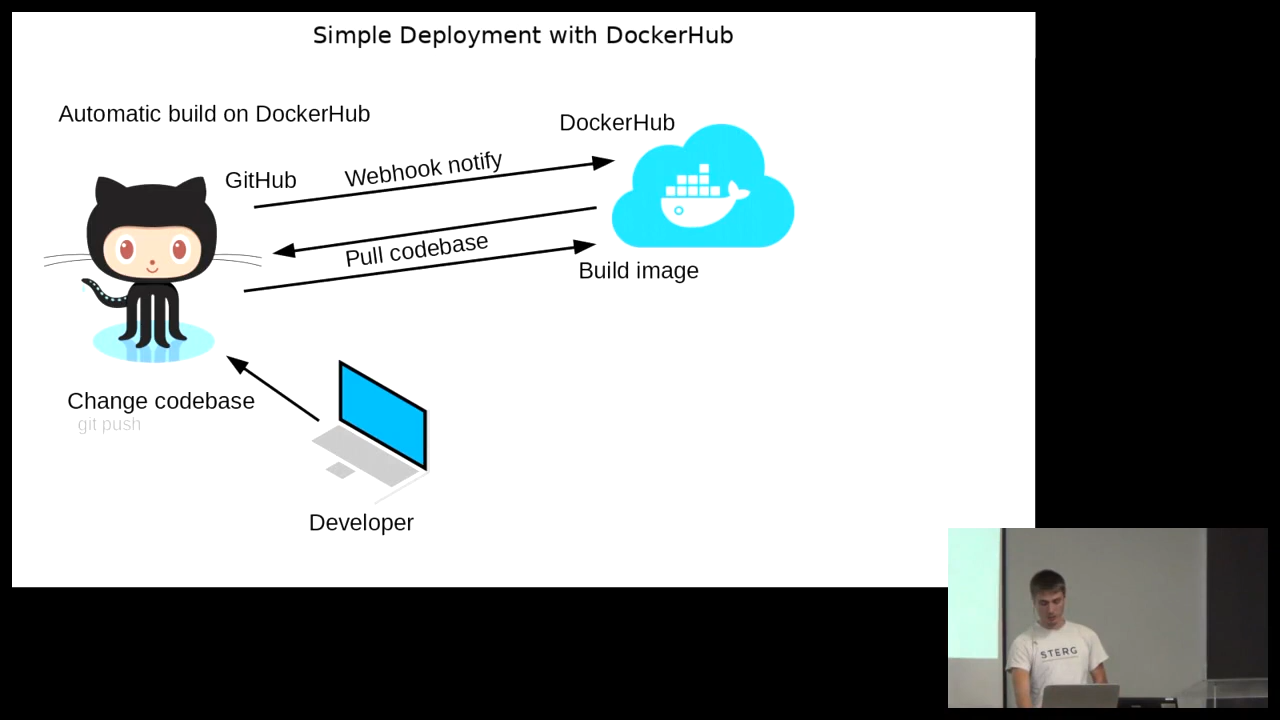 Simple Deployment with DockerHub
Automatic build on DockerHub
DockerHub
GitHub
Webhook notify
Pull codebase
Build image
Change codebase
git push
Developer
STERG